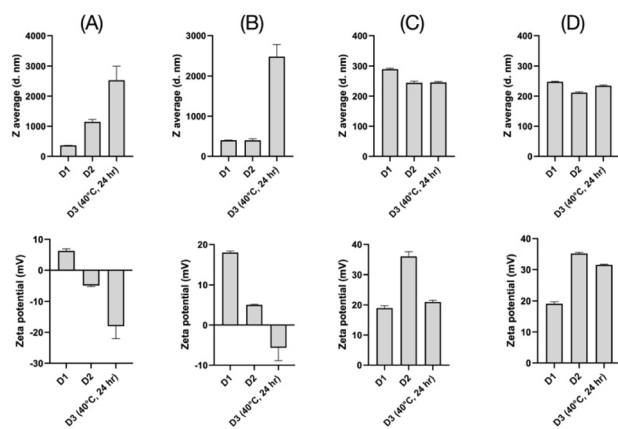 (A)
Z average (d. nm)
4000
3000
2000
1000
0
D1
D2
D3 (40°C, 24 hr)
(B)
Z average (d. nm)
3000
2000
1000
0
D1
D2
D3 (40°C, 24 hr)
(C)
Z average (d. nm)
400
300
200
100
0
D1
D2
D3 (40°C, 24 hr)
(D)
Z average (d. nm)
400
300
200
100
0
D1
D2
D3 (40°C, 24 hr)
Zeta potential (mV)
10
0
-10
-20
-30
D1
D2
D3 (40°C, 24 hr)
Zeta potential (mV)
20
10
0
-10
D1
D2
D3 (40°C, 24 hr)
Zeta potential (mV)
40
30
20
10
0
D1
D2
D3 (40°C, 24 hr)
Zeta potential (mV)
40
30
20
10
0
D1
D2
D3 (40°C, 24 hr)